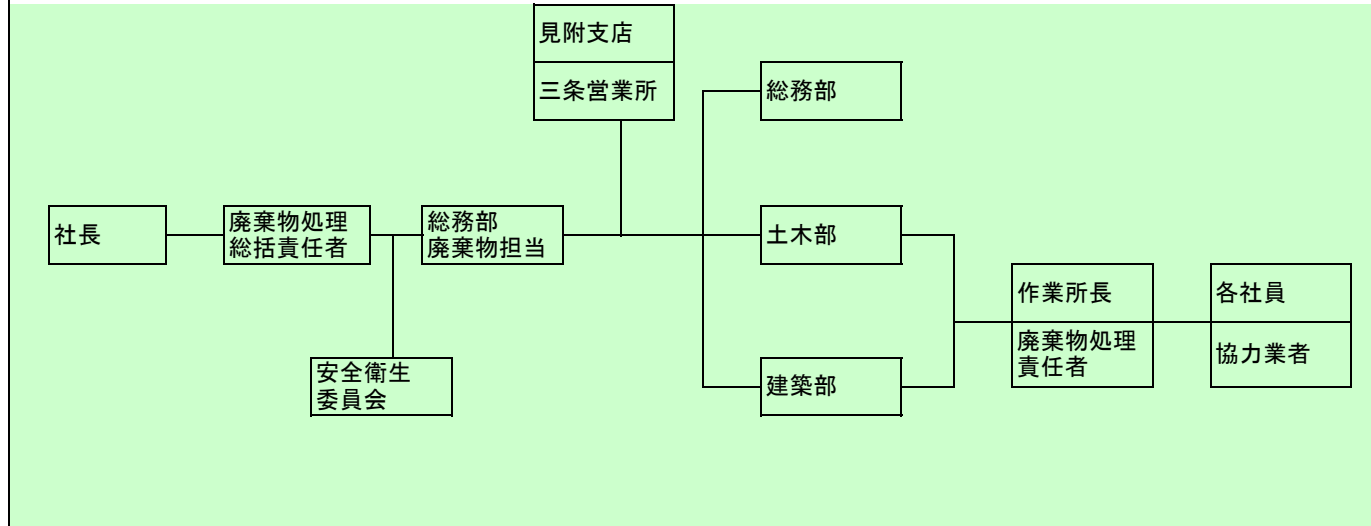 見附支店
三条営業所
総務部
社長
廃棄物処理
総括責任者
総務部
廃棄物担当
土木部
作業所長
廃棄物処理
責任者
各社員
協力業者
安全衛生
委員会
建築部